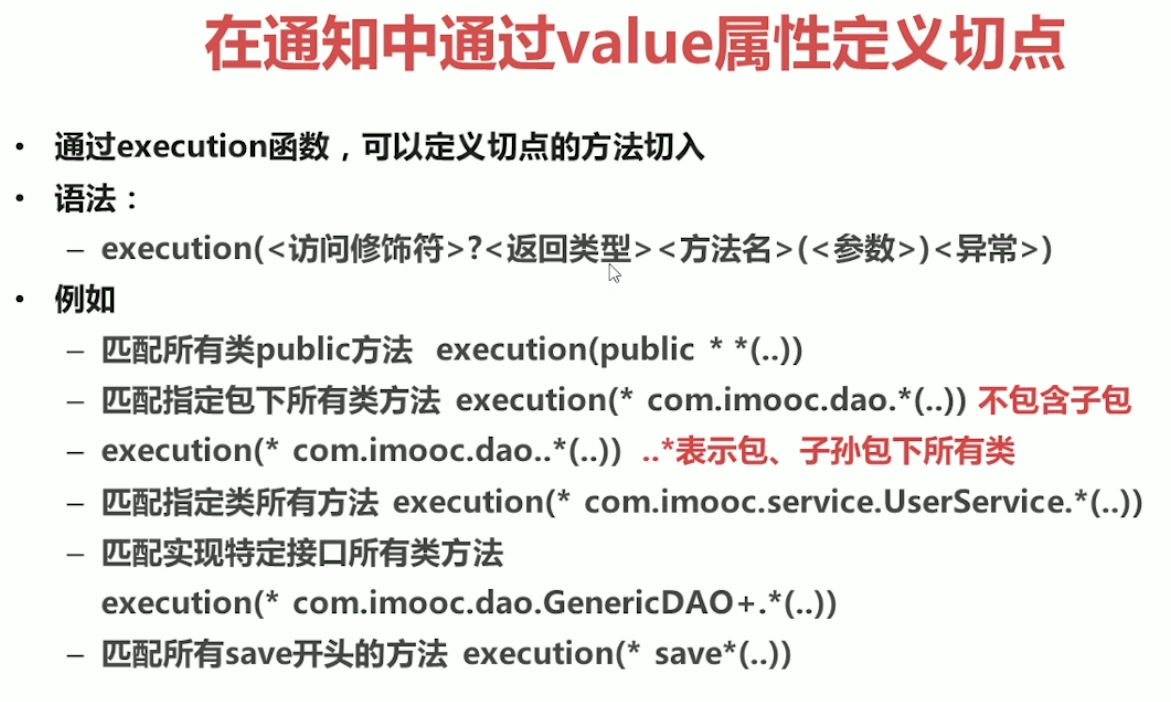 在通知中通过value属性定义切点
• 通过execution函数，可以定义切点的方法切入
• 语法：
– execution(<访问修饰符>?<返回类型><方法名>(<参数>)<异常>)
• 例如
– 匹配所有类public方法 execution(public * *(..))
– 匹配指定包下所有类方法 execution(* com.imooc.dao.*(..)) 不包含子包
– execution(* com.imooc.dao..*(..)) ..*表示包、子孙包下所有类
– 匹配指定类所有方法 execution(* com.imooc.service.UserService.*(..))
– 匹配实现特定接口所有类方法
execution(* com.imooc.dao.GenericDAO+.*(..))
– 匹配所有save开头的方法 execution(* save*(..))